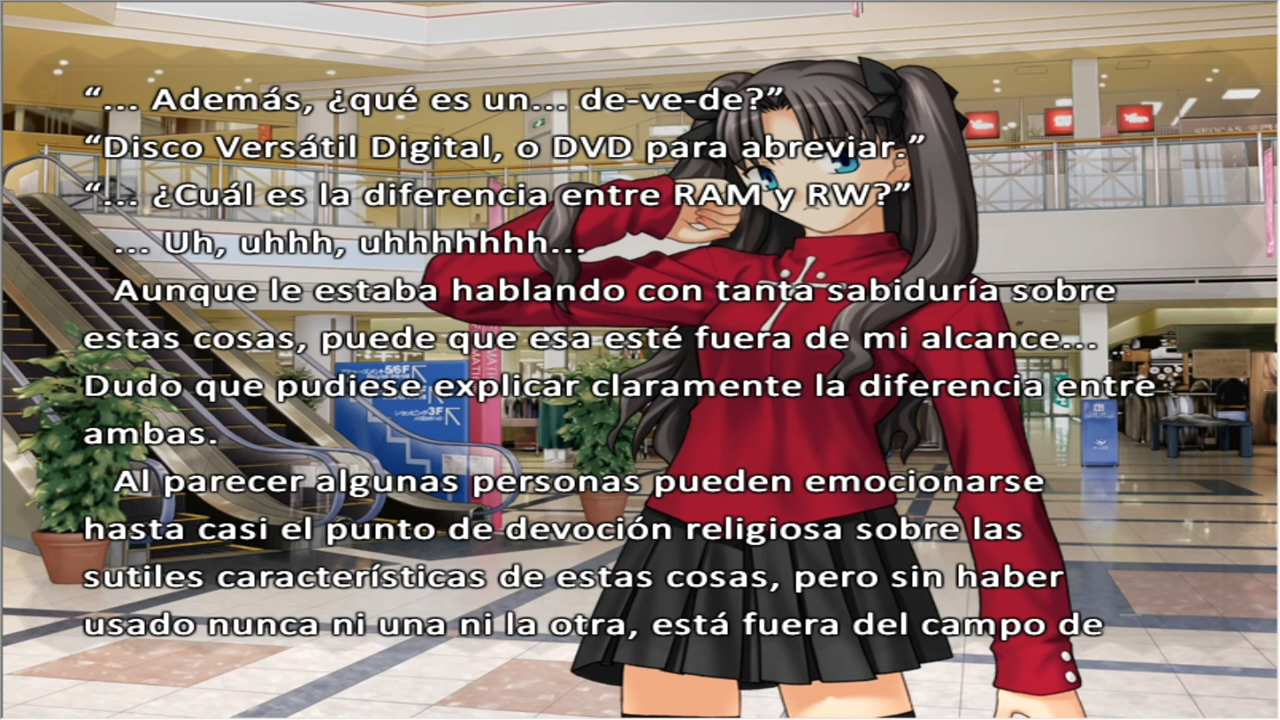 “... Además, ¿qué es un... de-ve-de?”
“Disco Versátil Digital, o DVD para abreviar.”
“... ¿Cuál es la diferencia entre RAM y RW?”
... Uh, uhhh, uhhhhhhh...
Aunque le estaba hablando con tanta sabiduría sobre
estas cosas, puede que esa esté fuera de mi alcance...
Dudo que pudiese explicar claramente la diferencia entre
ambas.
Al parecer algunas personas pueden emocionarse
hasta casi el punto de devoción religiosa sobre las
sutiles características de estas cosas, pero sin haber
usado nunca ni una ni la otra, está fuera del campo de
5/6F
3F